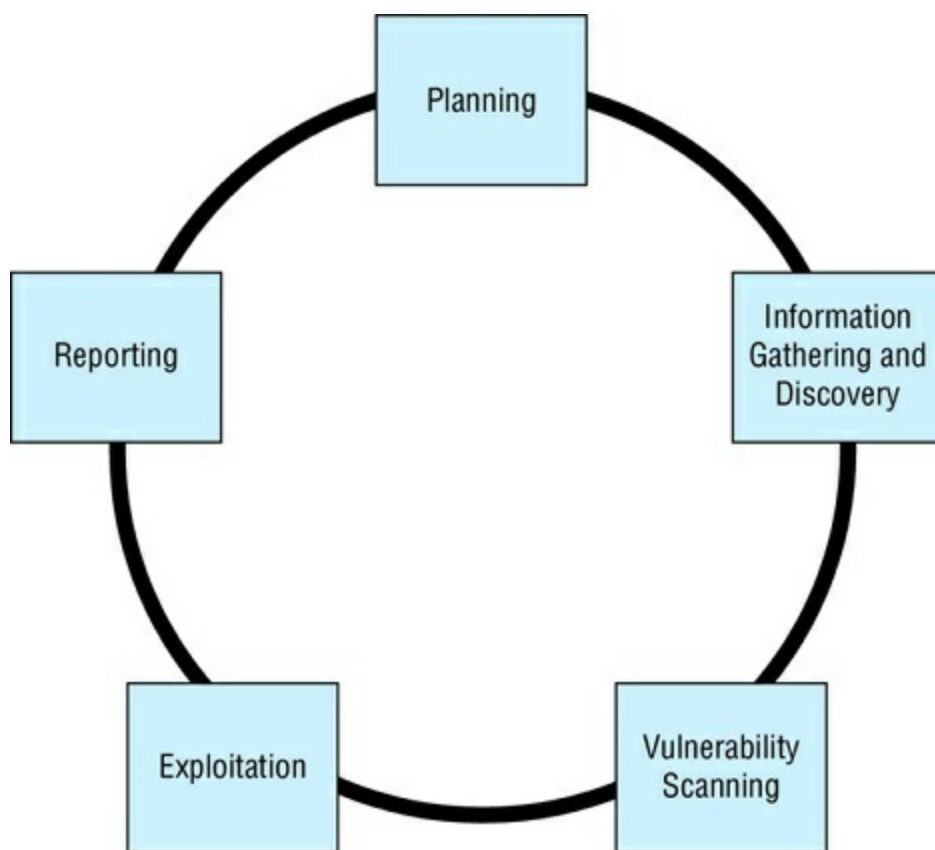 Planning
Information
Gathering and
Discovery
Vulnerability
Scanning
Exploitation
Reporting